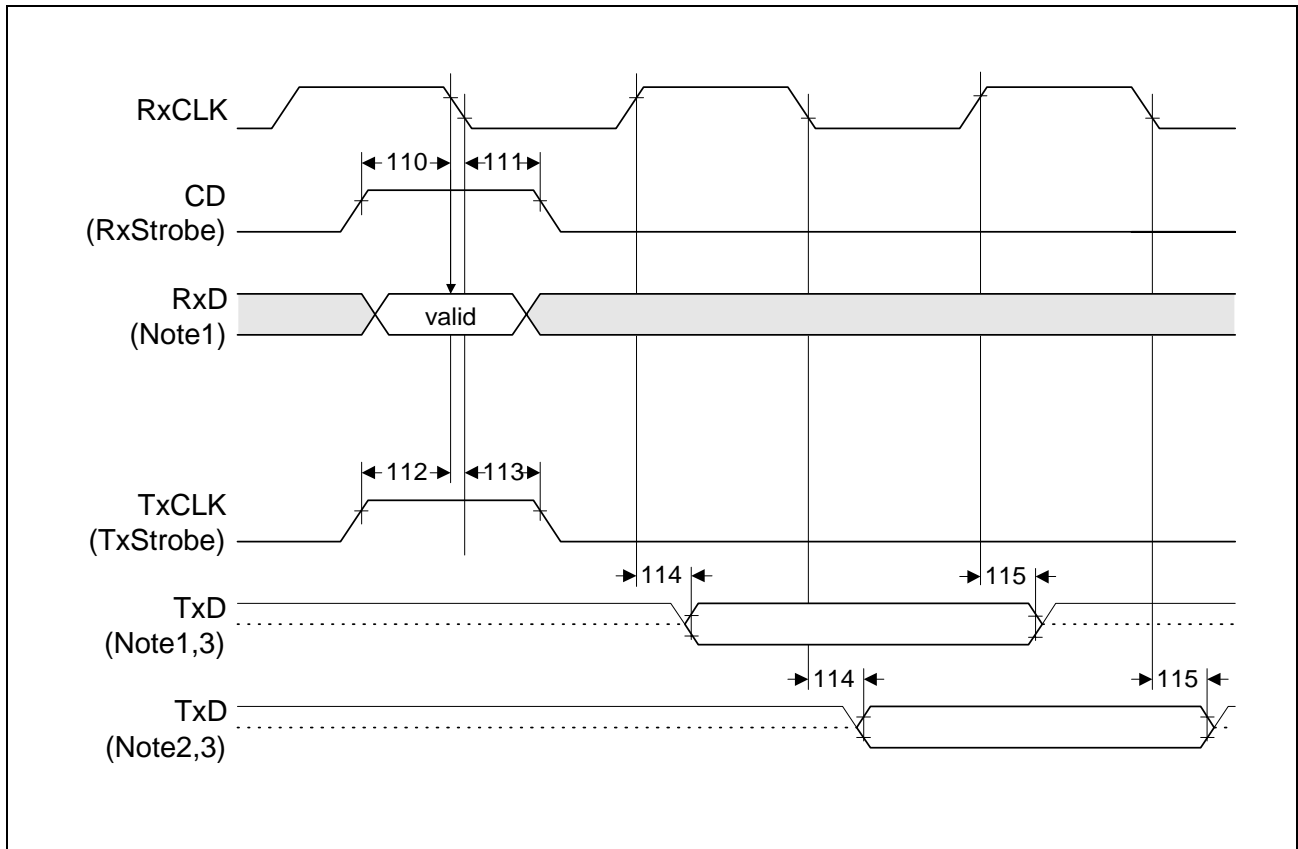 RxCLK
110 111
CD
(RxStrobe)
RxD
(Note1)
valid
112 113
TxCLK
(TxStrobe)
114 115
TxD
(Note1,3)
114 115
TxD
(Note2,3)